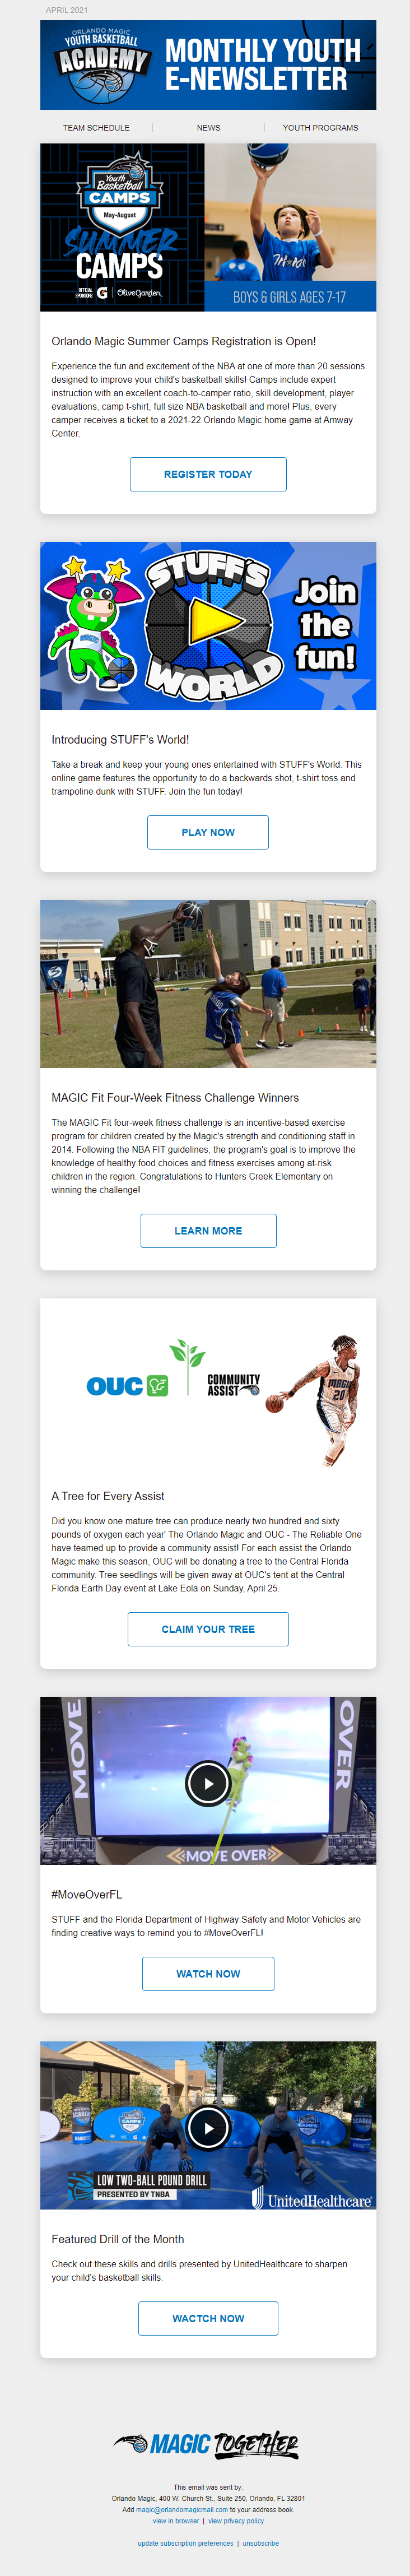 APRIL 2021
ORLANDO MAGIC
YOUTH BASKETBALL
ACADEMY
MONTHLY YOUTH
E-NEWSLETTER
TEAM SCHEDULE
NEWS
YOUTH PROGRAMS
Youth
Basketball
CAMPS
May-August
SUMMER
CAMPS
OFFICIAL
SPONSORS
G
Olive Garden
BOYS & GIRLS AGES 7-17
Orlando Magic Summer Camps Registration is Open!
Experience the fun and excitement of the NBA at one of more than 20 sessions
designed to improve your child's basketball skills! Camps include expert
instruction with an excellent coach-to-camper ratio, skill development, player
evaluations, camp t-shirt, full size NBA basketball and more! Plus, every
camper receives a ticket to a 2021-22 Orlando Magic home game at Amway
Center.
REGISTER TODAY
STUFF'S
WORLD
Join
the
fun!
Introducing STUFF's World!
Take a break and keep your young ones entertained with STUFF's World. This
online game features the opportunity to do a backwards shot, t-shirt toss and
trampoline dunk with STUFF. Join the fun today!
PLAY NOW
MAGIC Fit Four-Week Fitness Challenge Winners
The MAGIC Fit four-week fitness challenge is an incentive-based exercise
program for children created by the Magic's strength and conditioning staff in
2014. Following the NBA FIT guidelines, the program's goal is to improve the
knowledge of healthy food choices and fitness exercises among at-risk
children in the region. Congratulations to Hunters Creek Elementary on
winning the challenge!
LEARN MORE
OUC
COMMUNITY
ASSIST
MAGIC
20
A Tree for Every Assist
Did you know one mature tree can produce nearly two hundred and sixty
pounds of oxygen each year' The Orlando Magic and OUC - The Reliable One
have teamed up to provide a community assist! For each assist the Orlando
Magic make this season, OUC will be donating a tree to the Central Florida
community. Tree seedlings will be given away at OUC's tent at the Central
Florida Earth Day event at Lake Eola on Sunday, April 25.
CLAIM YOUR TREE
MOVE
OVER
MOVE OVER
#MoveOverFL
STUFF and the Florida Department of Highway Safety and Motor Vehicles are
finding creative ways to remind you to #MoveOverFL!
WATCH NOW
LOW TWO-BALL POUND DRILL
PRESENTED BY TNBA
UnitedHealthcare
Featured Drill of the Month
Check out these skills and drills presented by UnitedHealthcare to sharpen
your child's basketball skills.
WACTCH NOW
MAGIC TOGETHER
This email was sent by:
Orlando Magic, 400 W. Church St., Suite 250, Orlando, FL 32801
Add magic@orlandomagicmail.com to your address book.
view in browser | view privacy policy
update subscription preferences | unsubscribe